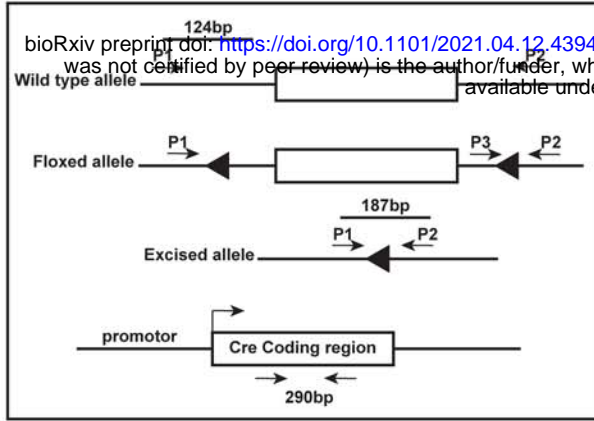 124bp
bioRxiv preprint doi: https://doi.org/10.1101/2021.04.12.4394
P1 P2
was not certified by peer review) is the author/funder, wh
Wild type allele
available unde
P1 P3 P2
Floxed allele
187bp
P1 P2
Excised allele
promotor
Cre Coding region
290bp